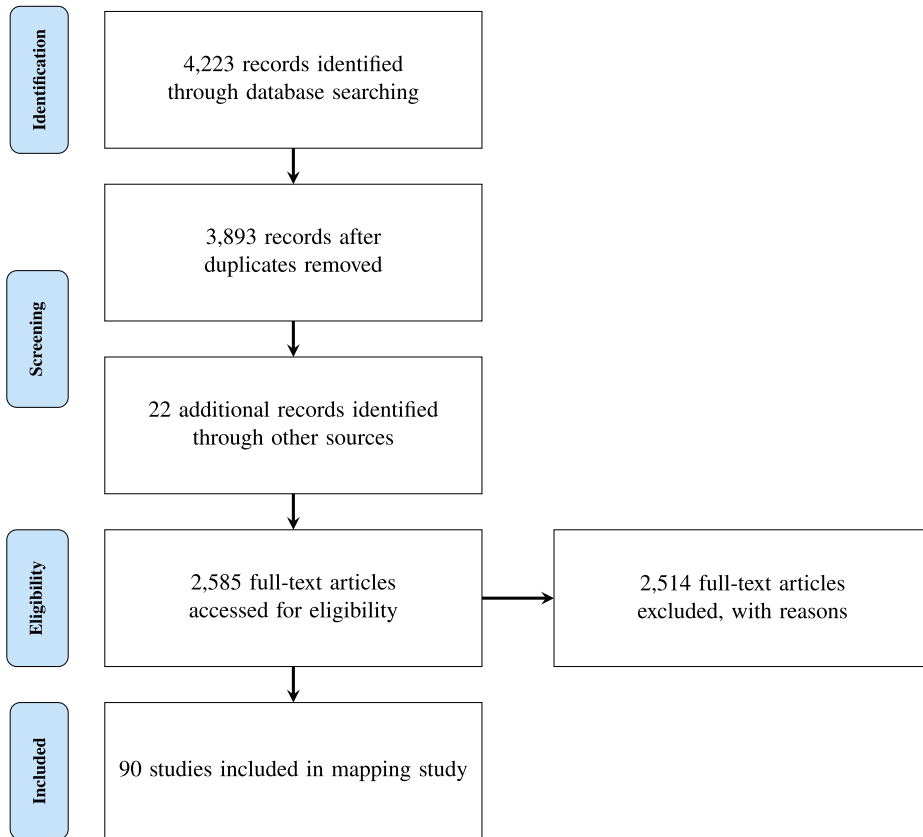 Identification
4,223 records identified
through database searching
Screening
3,893 records after
duplicates removed
22 additional records identified
through other sources
Eligibility
2,585 full-text articles
accessed for eligibility
2,514 full-text articles
excluded, with reasons
Included
90 studies included in mapping study